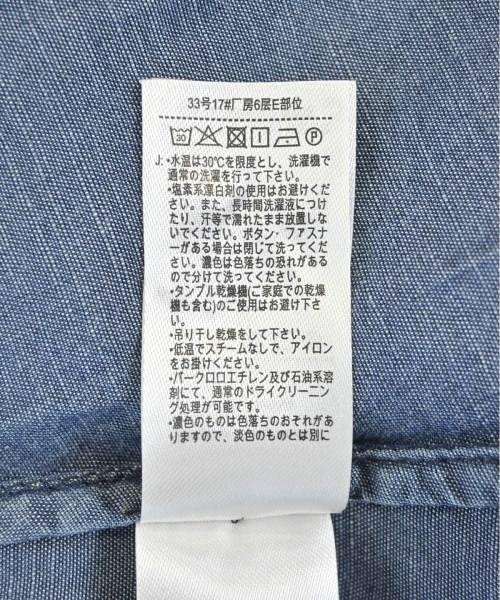 33号17#厂房6层E部位
30 P
J:•水温は30℃を限度とし、洗濯機で
通常の洗濯を行って下さい。
•塩素系漂白剤の使用はお避けくだ
さい。また、長時間洗濯液につけ
たり、汗等で濡れたまま放置しな
いでください。ボタン・ファスナ
ーがある場合は閉じて洗ってくだ
さい。濃色は色落ちの恐れがある
ので分けて洗ってください。
•タンブル乾燥機(ご家庭での乾燥
機も含む)のご使用はお避け下さ
い。
•吊り干し乾燥をして下さい。
•低温でスチームなしで、アイロン
をお掛けください。
•パークロロエチレン及び石油系溶
剤にて、通常のドライクリーニン
グ処理が可能です。
•濃色のものは色落ちのおそれがあ
りますので、淡色のものとは別に